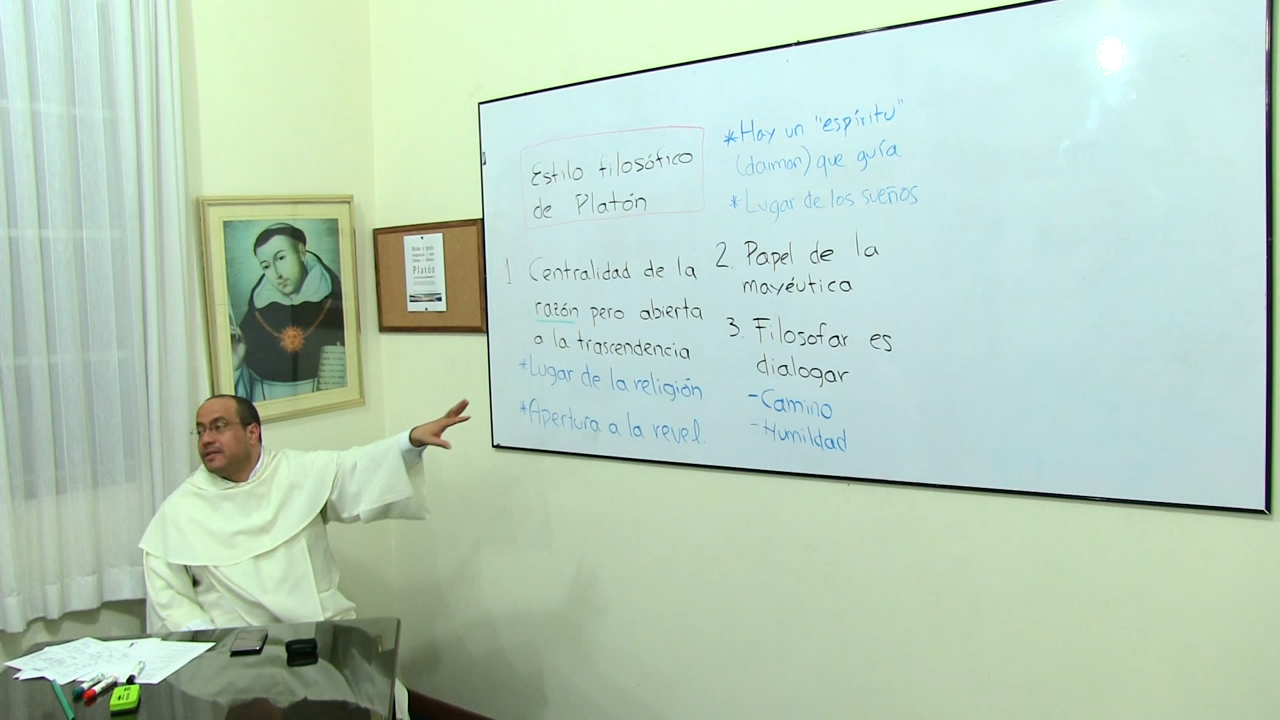 Estilo filosófico
de Platón
1 Centralidad de la
razón pero abierta
a la trascendencia
*Lugar de la religión
*Apertura a la revel.
*Hay un "espíritu"
(daimon) que guía
*Lugar de los sueños
2. Papel de la
mayéutica
3. Filosofar es
dialogar
-Camino
-Humildad
Platón